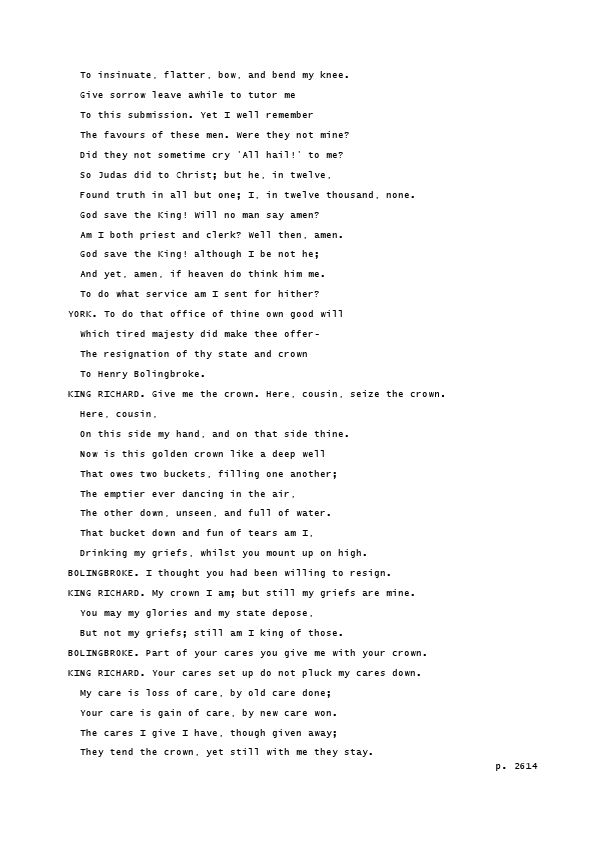 To insinuate, flatter, bow, and bend my knee.
Give sorrow leave awhile to tutor me
To this submission. Yet I well remember
The favours of these men. Were they not mine?
Did they not sometime cry 'All hail!' to me?
So Judas did to Christ; but he, in twelve,
Found truth in all but one; I, in twelve thousand, none.
God save the King! Will no man say amen?
Am I both priest and clerk? Well then, amen.
God save the King! although I be not he;
And yet, amen, if heaven do think him me.
To do what service am I sent for hither?
YORK. To do that office of thine own good will
Which tired majesty did make thee offer-
The resignation of thy state and crown
To Henry Bolingbroke.
KING RICHARD. Give me the crown. Here, cousin, seize the crown.
Here, cousin,
On this side my hand, and on that side thine.
Now is this golden crown like a deep well
That owes two buckets, filling one another;
The emptier ever dancing in the air,
The other down, unseen, and full of water.
That bucket down and fun of tears am I,
Drinking my griefs, whilst you mount up on high.
BOLINGBROKE. I thought you had been willing to resign.
KING RICHARD. My crown I am; but still my griefs are mine.
You may my glories and my state depose,
But not my griefs; still am I king of those.
BOLINGBROKE. Part of your cares you give me with your crown.
KING RICHARD. Your cares set up do not pluck my cares down.
My care is loss of care, by old care done;
Your care is gain of care, by new care won.
The cares I give I have, though given away;
They tend the crown, yet still with me they stay.
p. 2614